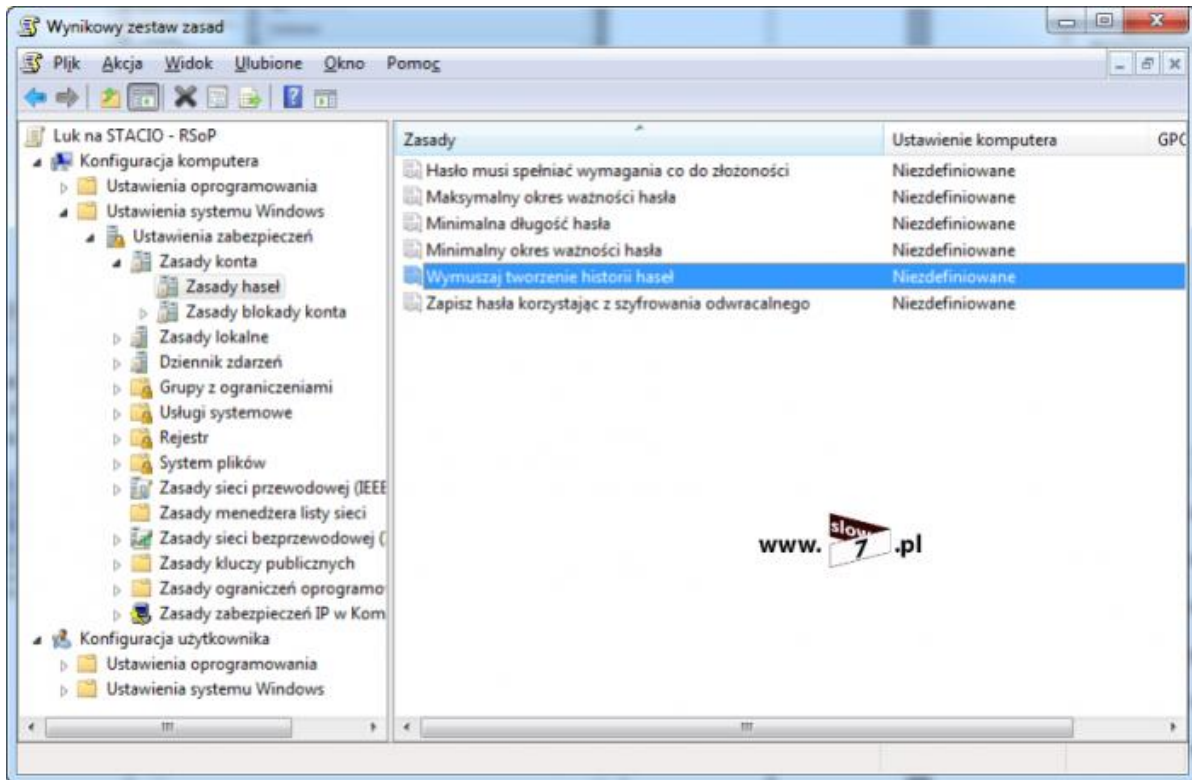 Wynikowy zestaw zasad
Plik Akcja Widok Ulubione Okno Pomoc
Luk na STACIO - RSoP
Konfiguracja komputera
Ustawienia oprogramowania
Ustawienia systemu Windows
Ustawienia zabezpieczeń
Zasady konta
Zasady haseł
Zasady blokady konta
Zasady lokalne
Dziennik zdarzeń
Grupy z ograniczeniami
Usługi systemowe
Rejestr
System plików
Zasady sieci przewodowej (IEEE
Zasady menedżera listy sieci
Zasady sieci bezprzewodowej (
Zasady kluczy publicznych
Zasady ograniczeń oprogramo
Zasady zabezpieczeń IP w Kom
Konfiguracja użytkownika
Ustawienia oprogramowania
Ustawienia systemu Windows
Zasady Ustawienie komputera GPO
Hasło musi spełniać wymagania co do złożoności Niezdefiniowane
Maksymalny okres ważności hasła Niezdefiniowane
Minimalna długość hasła Niezdefiniowane
Minimalny okres ważności hasła Niezdefiniowane
Wymuszaj tworzenie historii haseł Niezdefiniowane
Zapisz hasła korzystając z szyfrowania odwracalnego Niezdefiniowane
www.slow7.pl